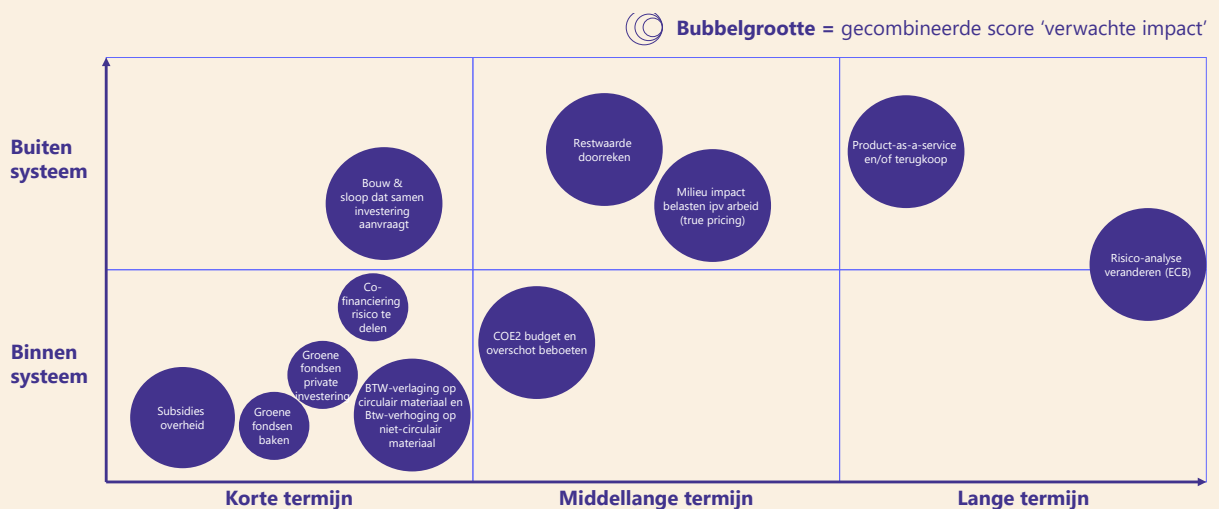 Bubbelgrootte = gecombineerde score ‘verwachte impact’
Buiten
systeem
Bouw &
sloop dat samen
investering
aanvraagt
Restwaarde
doorreken
Milieu impact
belasten ipv arbeid
(true pricing)
Product-as-a-service
en/of terugkoop
Risico-analyse
veranderen (ECB)
Binnen
systeem
Co-
financiering
risico te
delen
COE2 budget en
overschot beboeten
Groene
fondsen
private
investering
BTW-verlaging op
circulair materiaal en
Btw-verhoging op
niet-circulair
materiaal
Subsidies
overheid
Groene
fondsen
baken
Korte termijn
Middellange termijn
Lange termijn